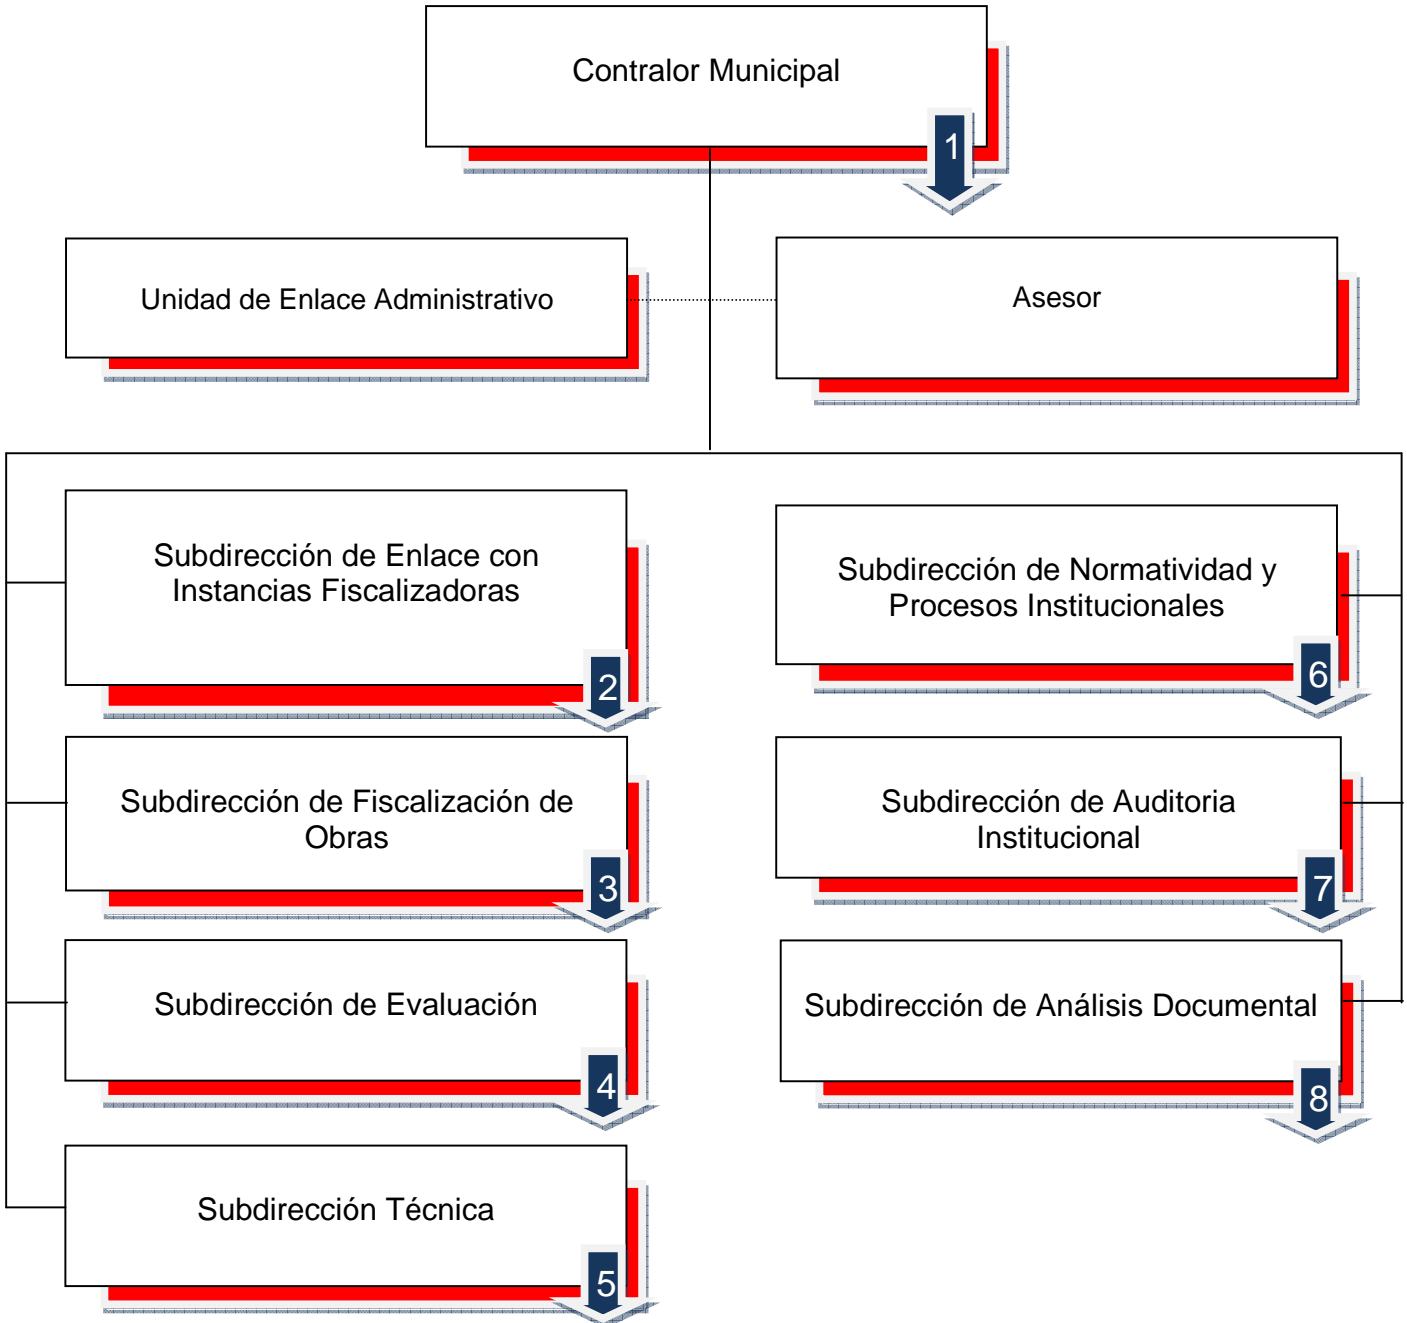 Contralor Municipal
1
Unidad de Enlace Administrativo
Asesor
Subdirección de Enlace con
Instancias Fiscalizadoras
2
Subdirección de Fiscalización de
Obras
3
Subdirección de Evaluación
4
Subdirección Técnica
5
Subdirección de Normatividad y
Procesos Institucionales
6
Subdirección de Auditoria
Institucional
7
Subdirección de Análisis Documental
8